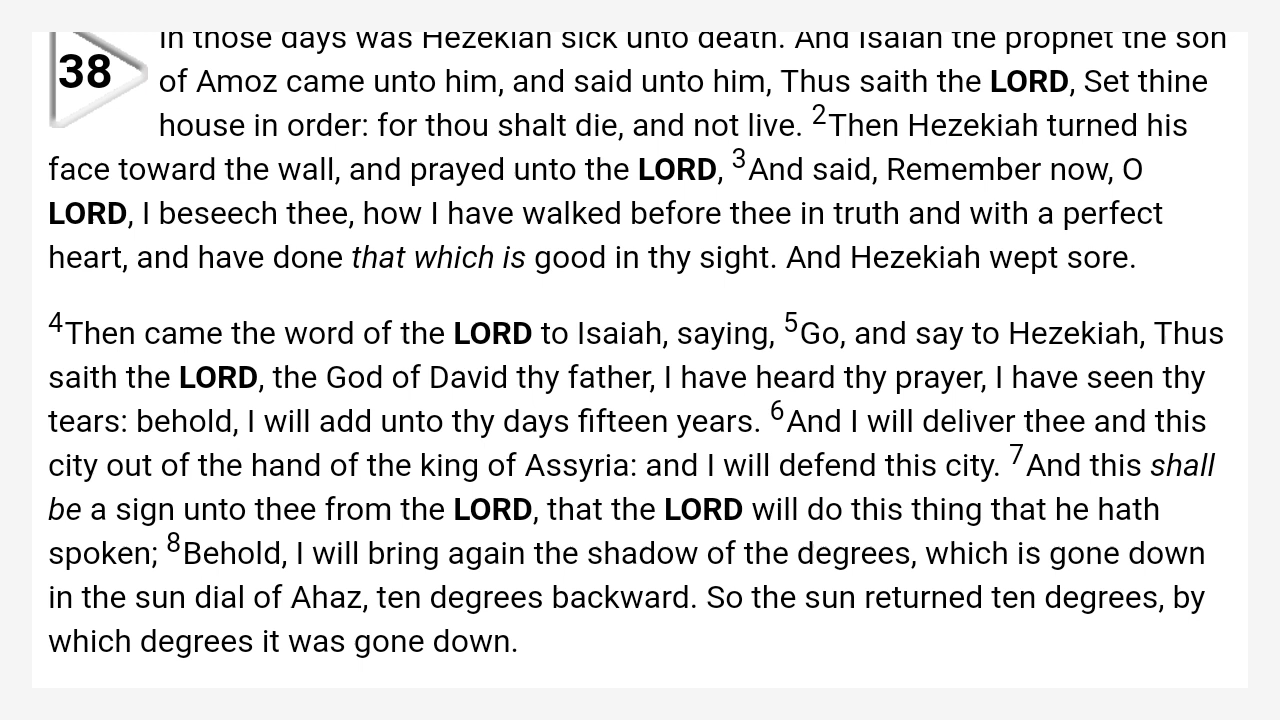 38
In those days was Hezekiah sick unto death. And Isaiah the prophet the son
of Amoz came unto him, and said unto him, Thus saith the LORD, Set thine
house in order: for thou shalt die, and not live. 2Then Hezekiah turned his
face toward the wall, and prayed unto the LORD, 3And said, Remember now, O
LORD, I beseech thee, how I have walked before thee in truth and with a perfect
heart, and have done that which is good in thy sight. And Hezekiah wept sore.
4Then came the word of the LORD to Isaiah, saying, 5Go, and say to Hezekiah, Thus
saith the LORD, the God of David thy father, I have heard thy prayer, I have seen thy
tears: behold, I will add unto thy days fifteen years. 6And I will deliver thee and this
city out of the hand of the king of Assyria: and I will defend this city. 7And this shall
be a sign unto thee from the LORD, that the LORD will do this thing that he hath
spoken; 8Behold, I will bring again the shadow of the degrees, which is gone down
in the sun dial of Ahaz, ten degrees backward. So the sun returned ten degrees, by
which degrees it was gone down.